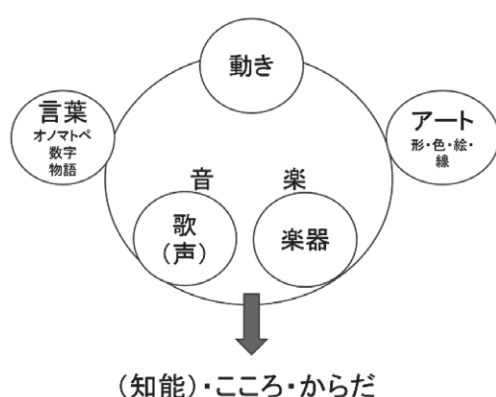 動き
言葉
オノマトペ
数字
物語
アート
形・色・絵・
線
音 楽
歌
(声)
楽器
(知能)・こころ・からだ